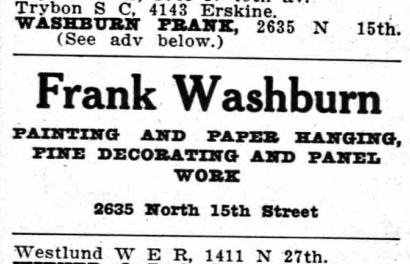 Trybon S C, 4143 Erskine.
WASHBURN FRANK, 2635 N 15th.
(See adv below.)
Frank Washburn
PAINTING AND PAPER HANGING,
PINE DECORATING AND PANEL
WORK
2635 North 15th Street
Westlund W E R, 1411 N 27th.